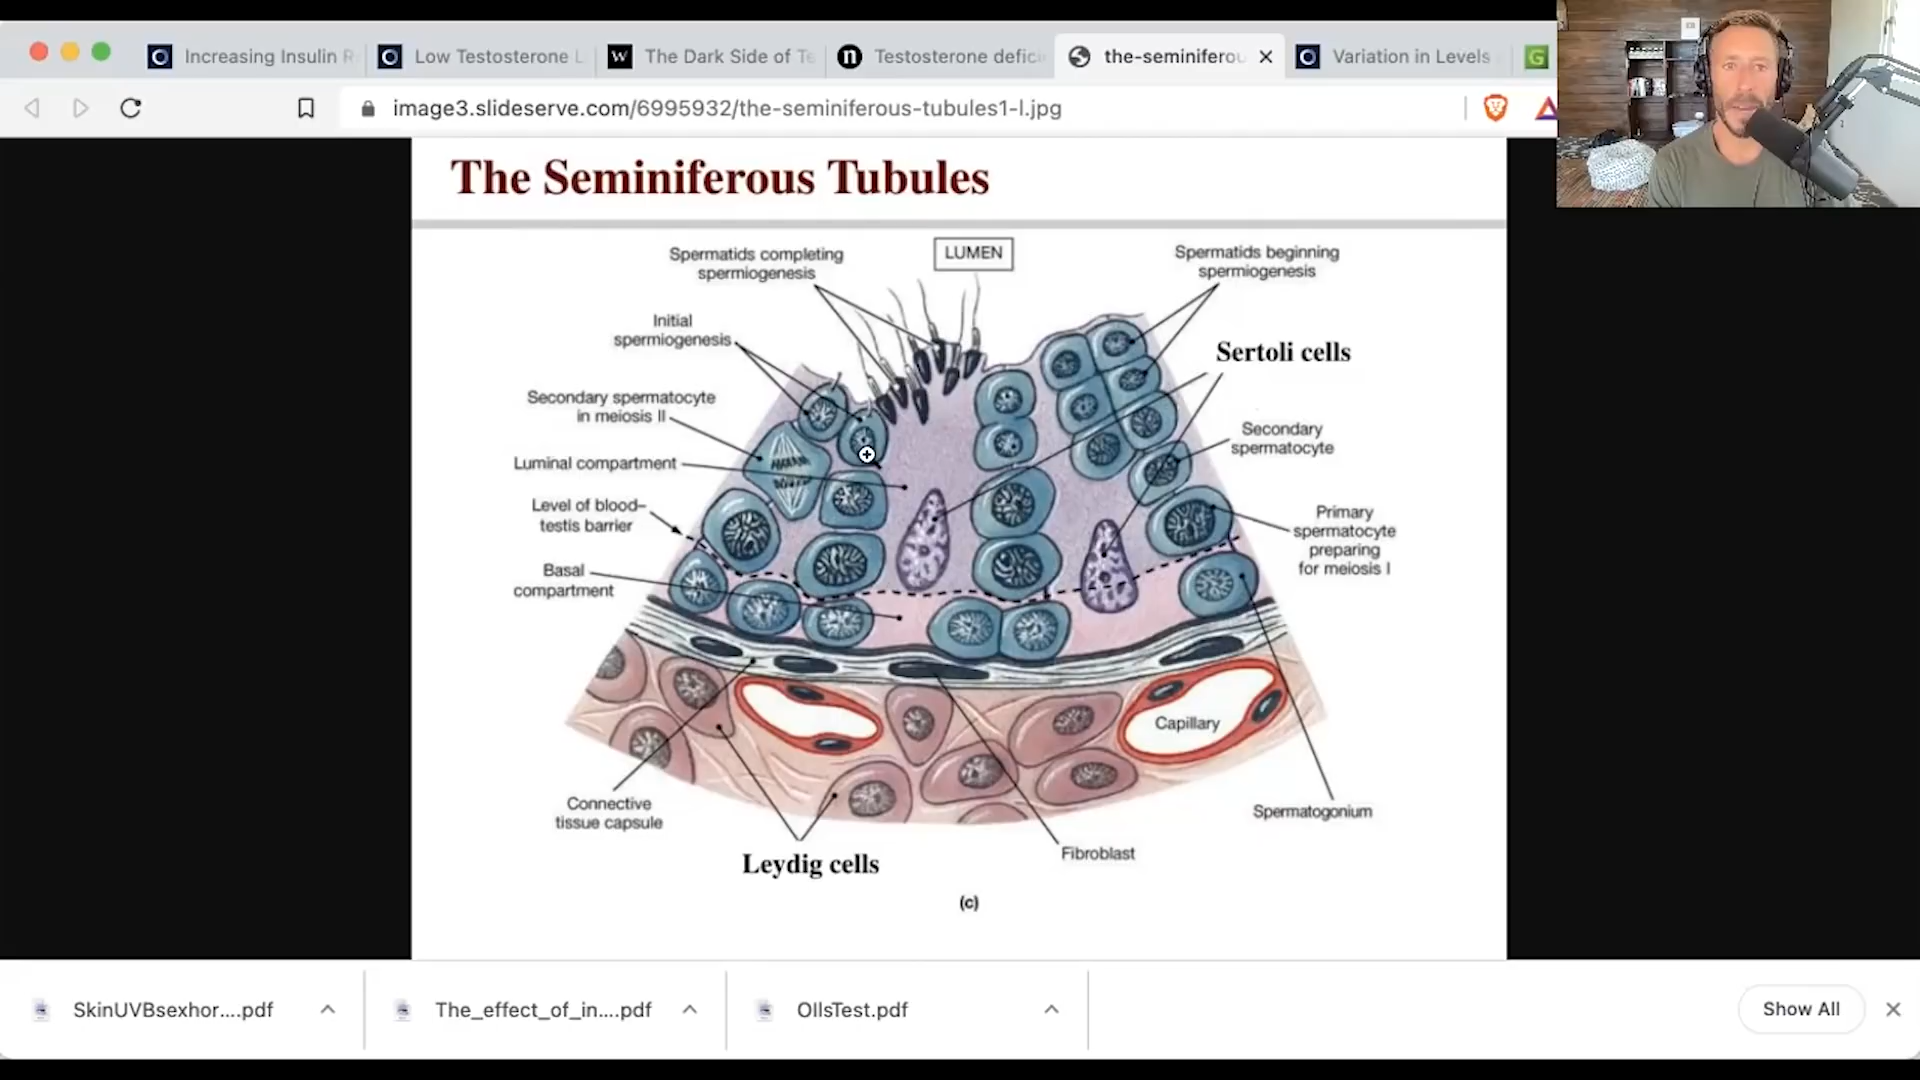 Increasing Insulin R
Low Testosterone L
The Dark Side of Te
Testosterone defici
the-seminiferou
Variation in Levels
G
image3.slideserve.com/6995932/the-seminiferous-tubules1-l.jpg
The Seminiferous Tubules
Spermatids completing
spermiogenesis
LUMEN
Spermatids beginning
spermiogenesis
Initial
spermiogenesis
Sertoli cells
Secondary spermatocyte
in meiosis II
Secondary
spermatocyte
Luminal compartment
Level of blood–
testis barrier
Primary
spermatocyte
preparing
for meiosis I
Basal
compartment
Capillary
Connective
tissue capsule
Spermatogonium
Leydig cells
Fibroblast
(c)
SkinUVBsexhor....pdf
The_effect_of_in....pdf
OllsTest.pdf
Show All